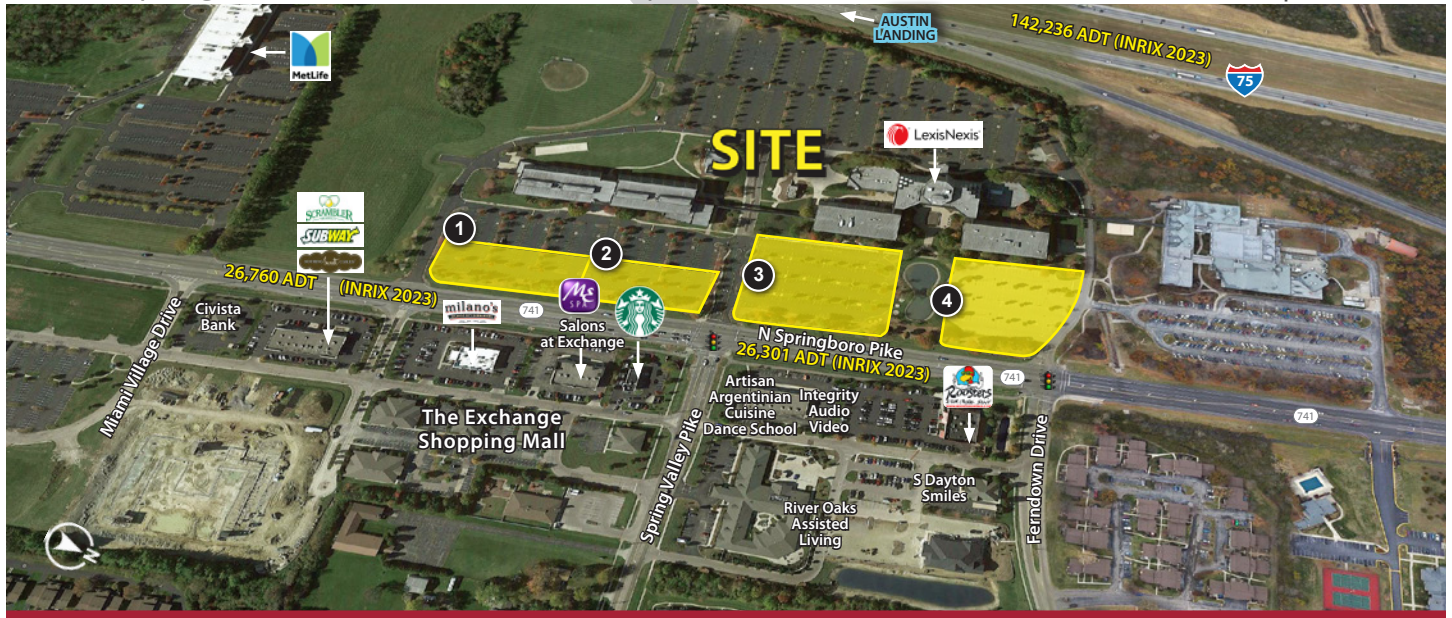 AUSTIN
LANDING
142,236 ADT (INRIX 2023)
75
MetLife
SITE
LexisNexis
SCRAMBLER
SUBWAY
1
2
3
4
26,760 ADT (INRIX 2023)
741
N Springboro Pike
26,301 ADT (INRIX 2023)
741
741
Miami Village Drive
Civista
Bank
milano's
Ms
SPA
Salons
at Exchange
The Exchange
Shopping Mall
Spring Valley Pike
Artisan
Argentinian
Cuisine
Dance School
Integrity
Audio
Video
Roosters
S Dayton
Smiles
River Oaks
Assisted
Living
Ferndown Drive
N